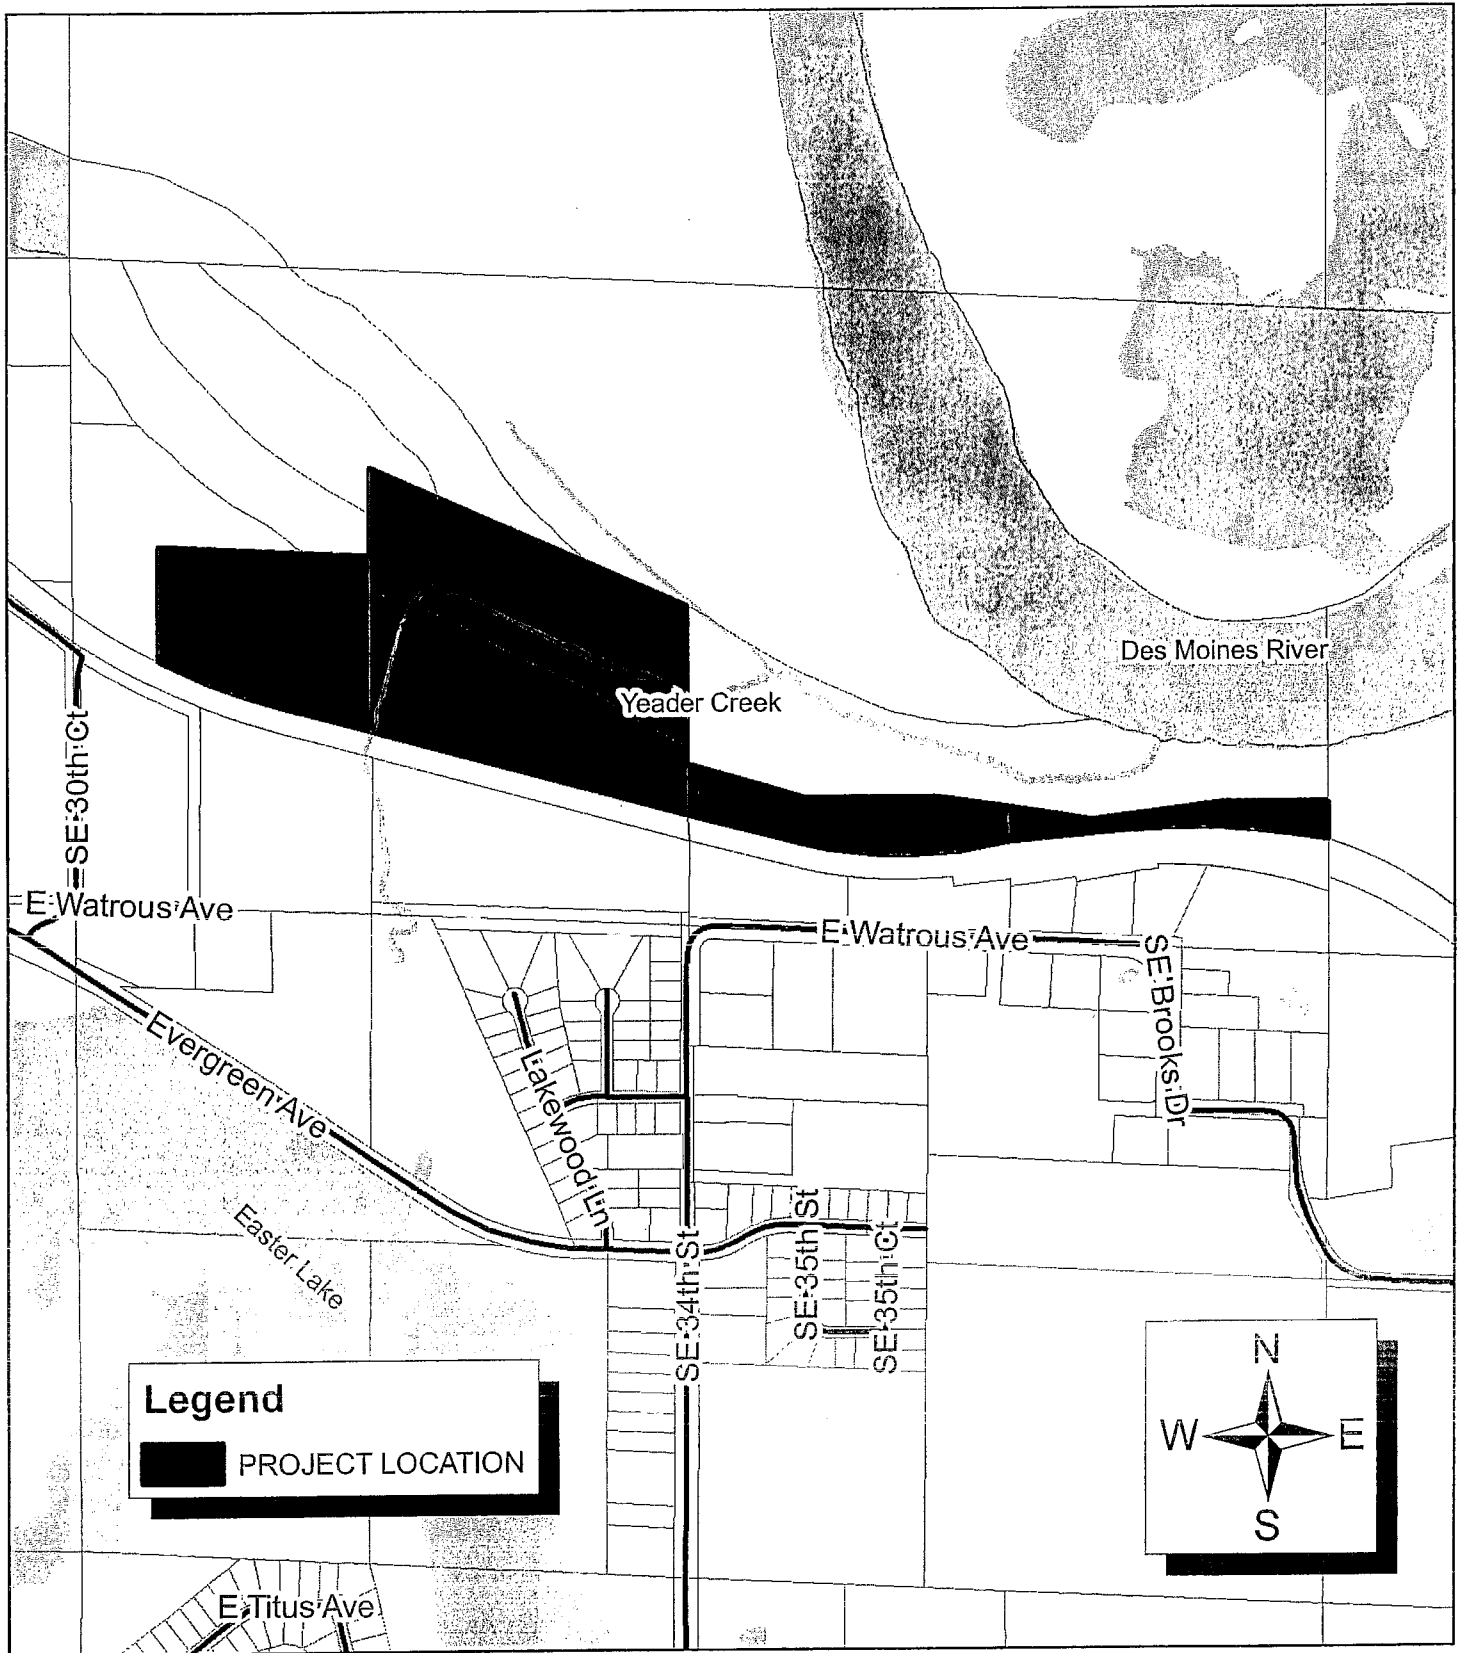 Des Moines River
Yeader Creek
SE 30th Ct
E Watrous Ave
E Watrous Ave
SE Brooks Dr
Evergreen Ave
Lakewood Ln
Easter Lake
SE 34th St
SE 35th St
SE 35th Ct
Legend
PROJECT LOCATION
N
W
E
S
E Titus Ave